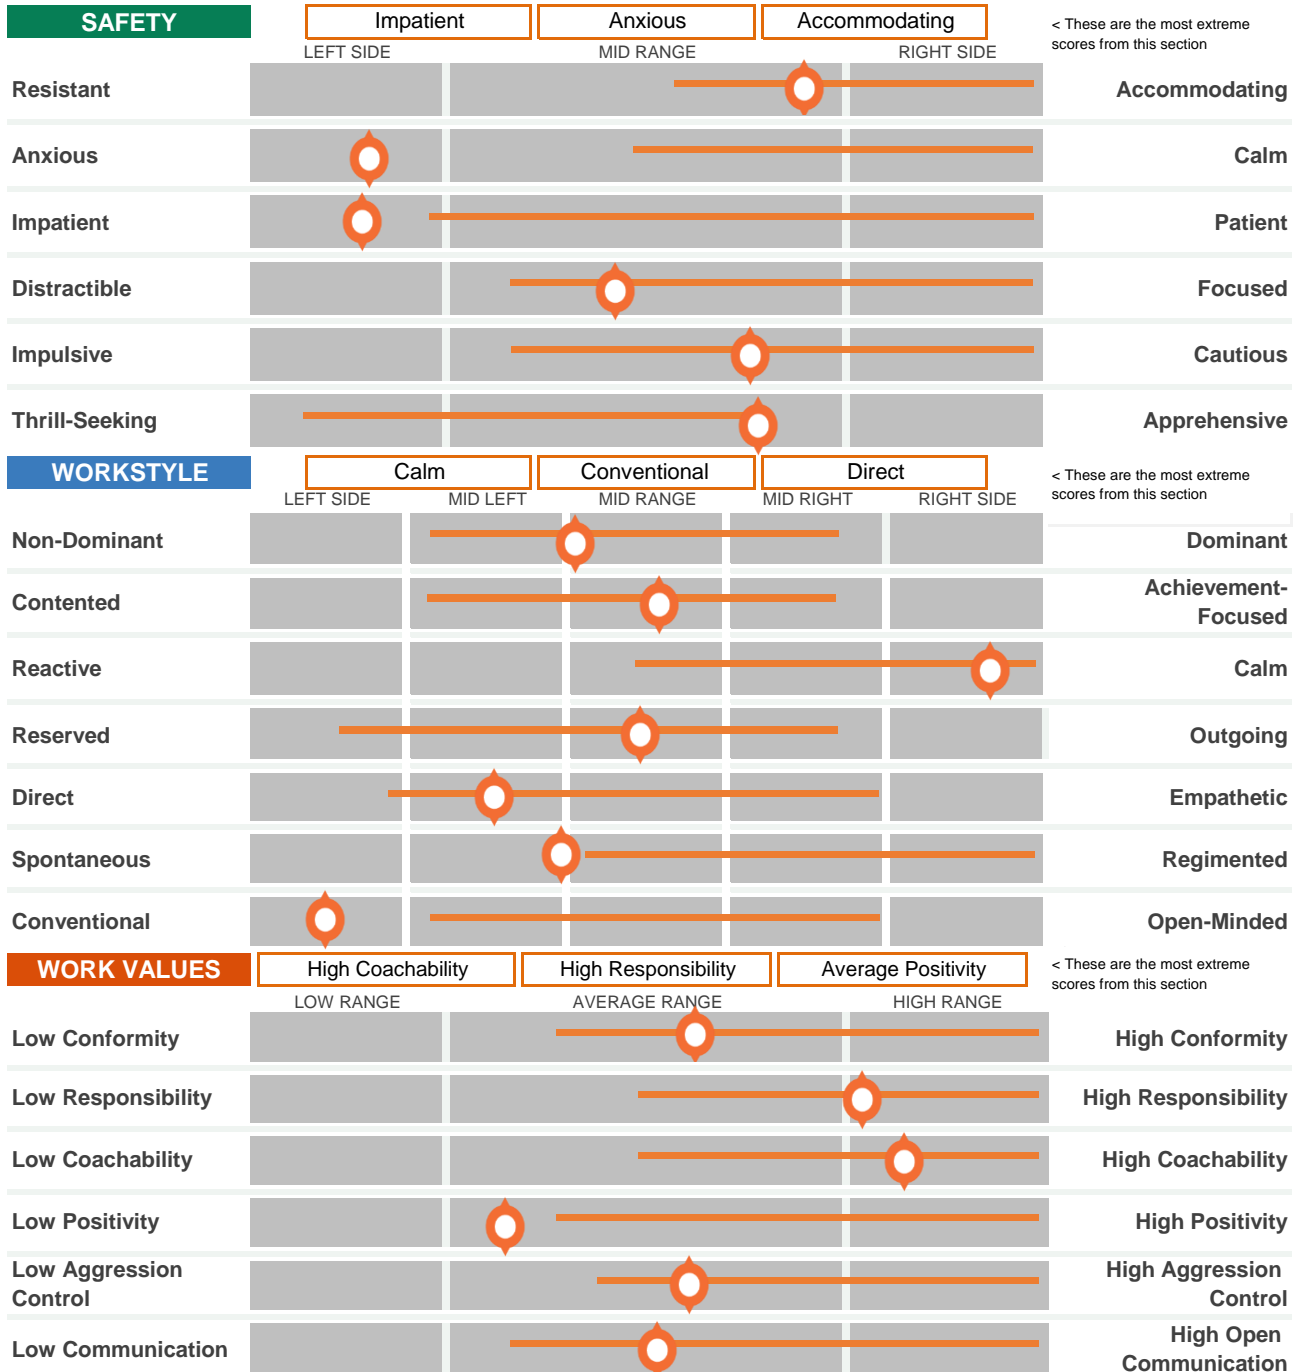 SAFETY
Impatient
Anxious
Accommodating
< These are the most extreme
scores from this section
LEFT SIDE
MID RANGE
RIGHT SIDE
Resistant
Accommodating
Anxious
Calm
Impatient
Patient
Distractible
Focused
Impulsive
Cautious
Thrill-Seeking
Apprehensive
WORKSTYLE
Calm
Conventional
Direct
< These are the most extreme
scores from this section
LEFT SIDE
MID LEFT
MID RANGE
MID RIGHT
RIGHT SIDE
Non-Dominant
Dominant
Contented
Achievement-
Focused
Reactive
Calm
Reserved
Outgoing
Direct
Empathetic
Spontaneous
Regimented
Conventional
Open-Minded
WORK VALUES
High Coachability
High Responsibility
Average Positivity
< These are the most extreme
scores from this section
LOW RANGE
AVERAGE RANGE
HIGH RANGE
Low Conformity
High Conformity
Low Responsibility
High Responsibility
Low Coachability
High Coachability
Low Positivity
High Positivity
Low Aggression
Control
High Aggression
Control
Low Communication
High Open
Communication